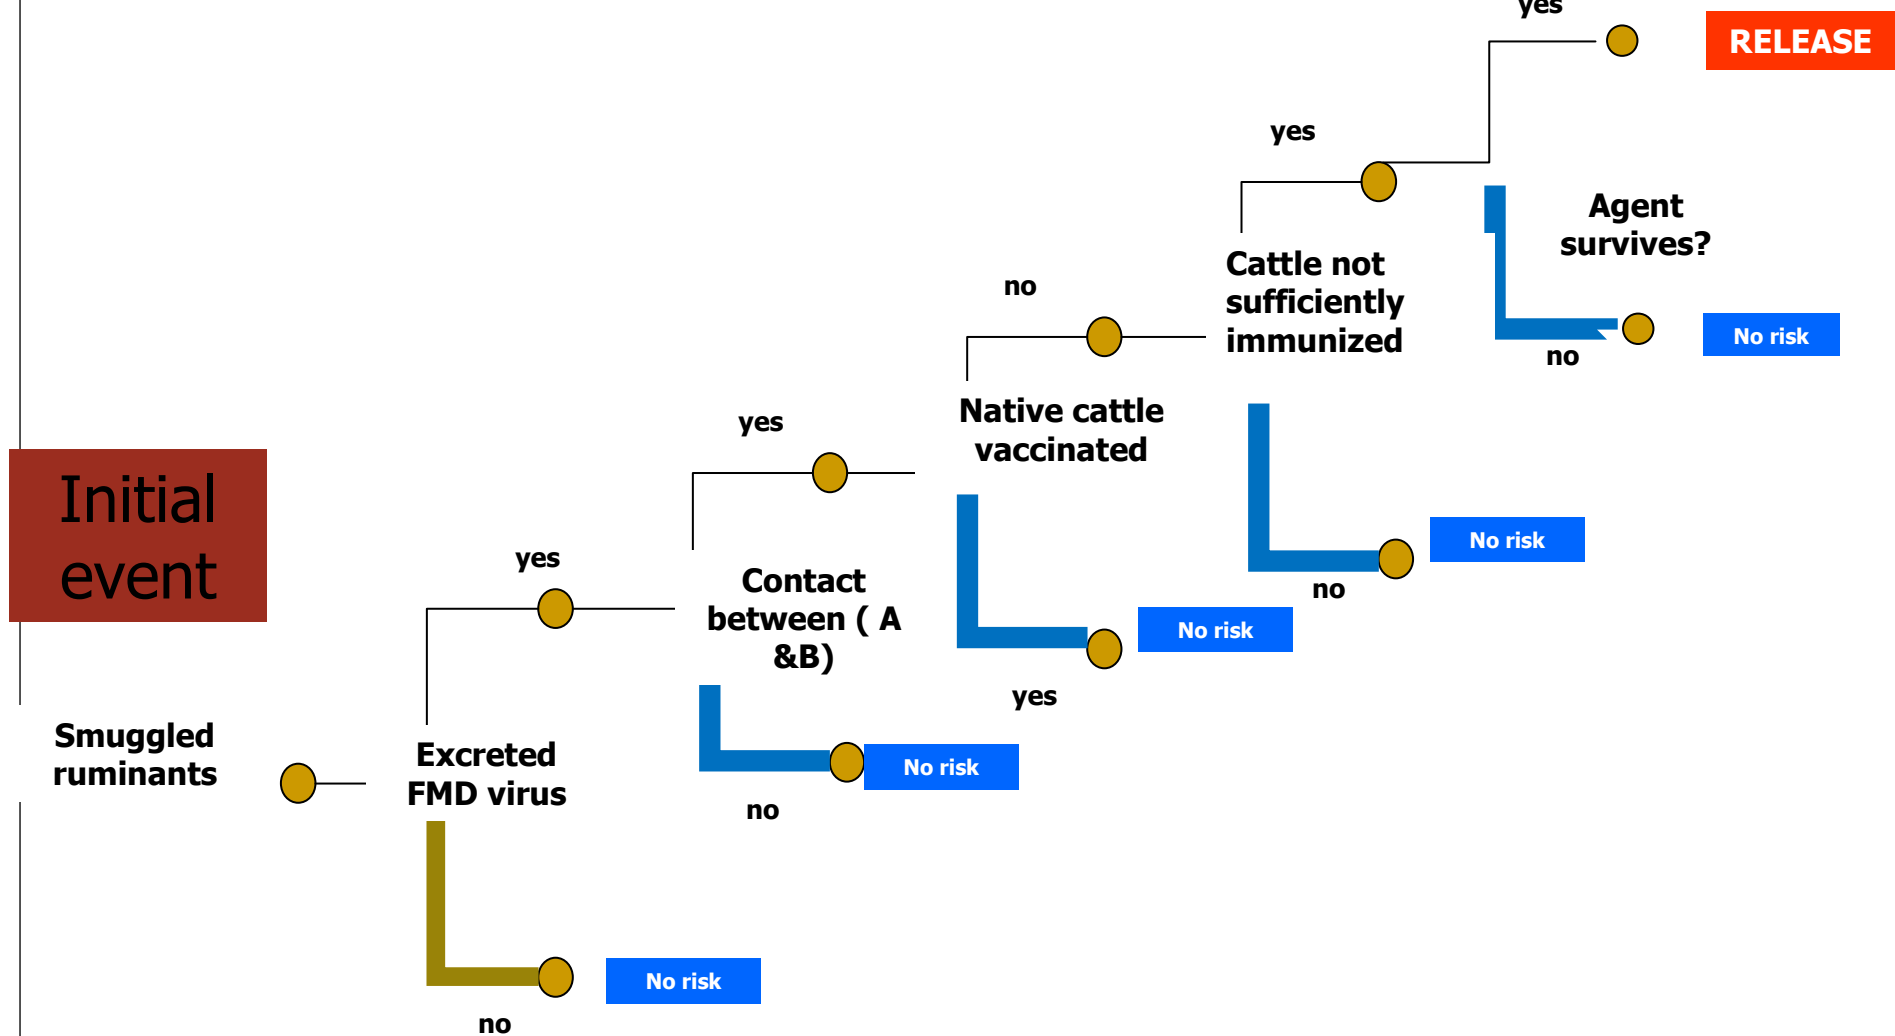 yes
RELEASE
yes
Agent
survives?
Cattle not
sufficiently
immunized
no
No risk
no
Native cattle
vaccinated
yes
Initial
event
No risk
yes
Contact
between ( A
&B)
no
No risk
yes
Smuggled
ruminants
Excreted
FMD virus
No risk
no
No risk
no